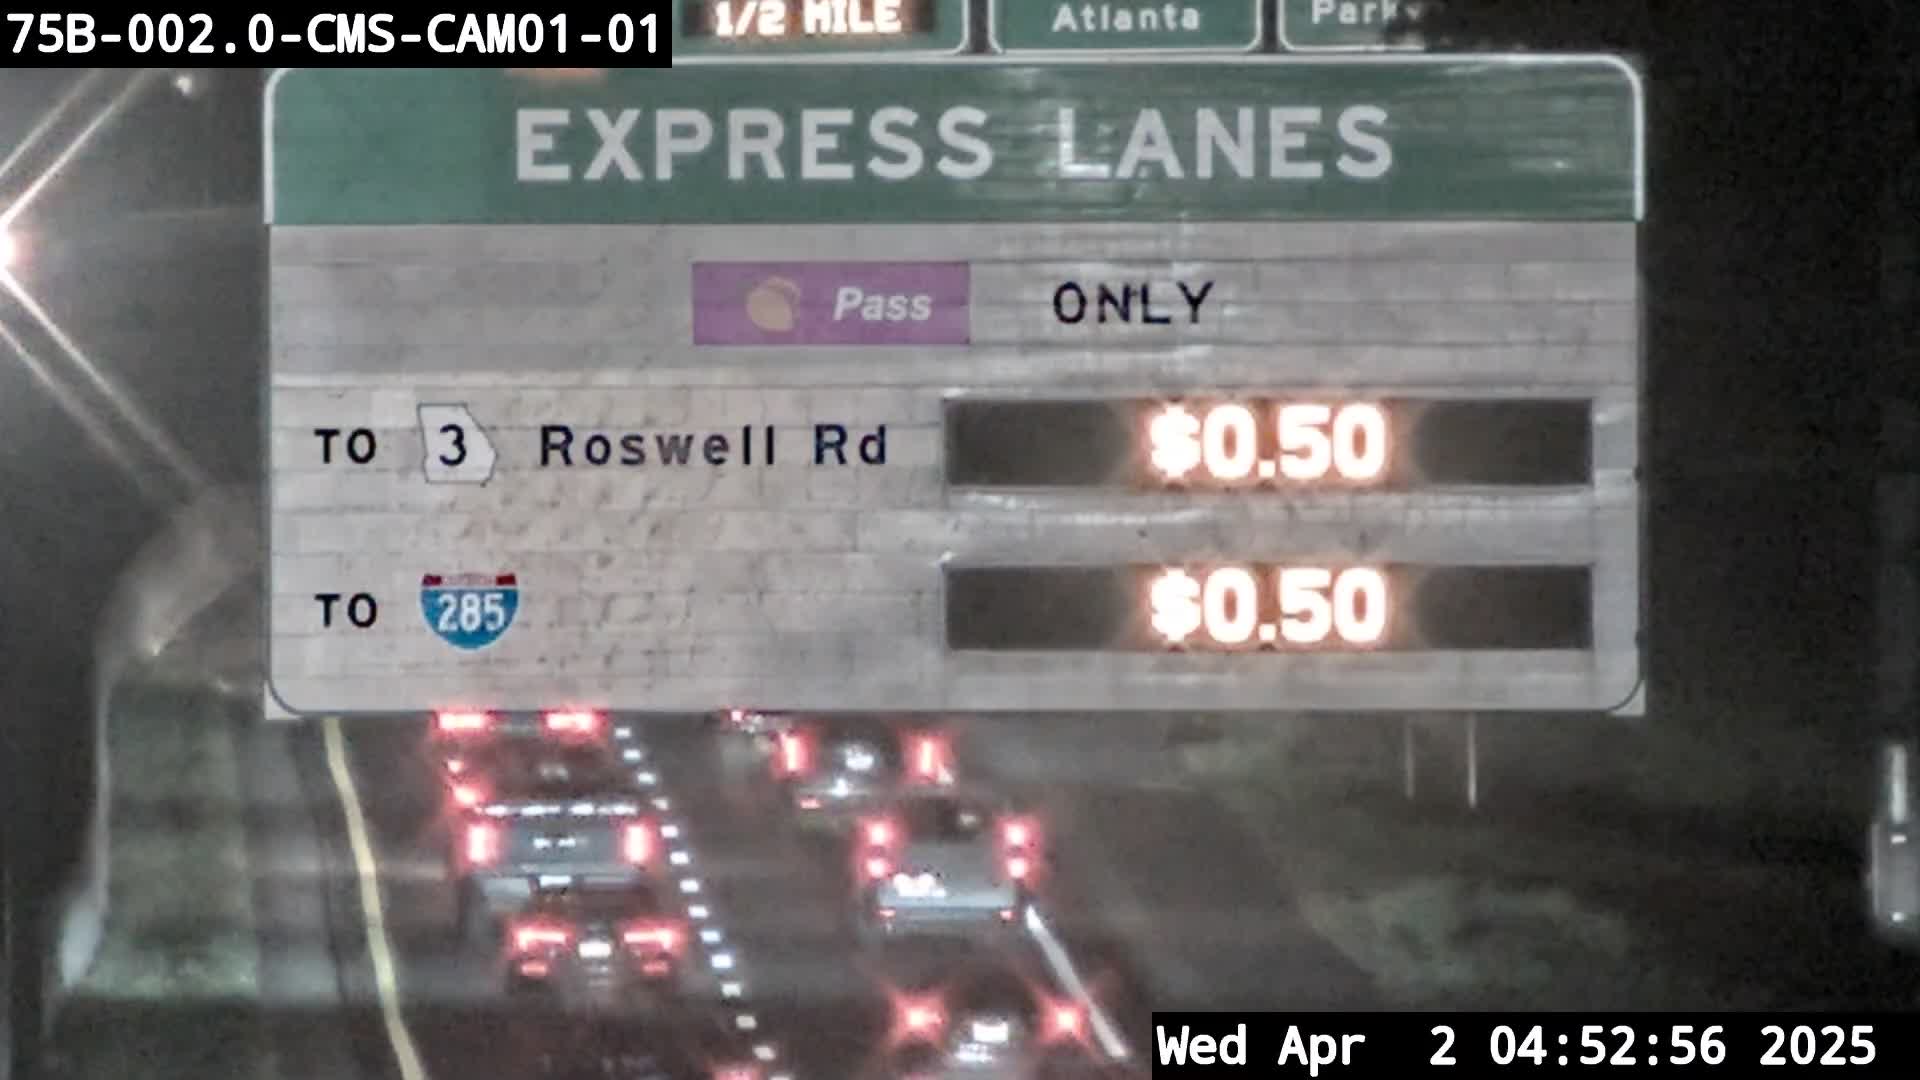 75B-002.0-CMS-CAM01-01
1/2 MILE
Atlanta
Park
EXPRESS LANES
Pass ONLY
TO 3 Roswell Rd $0.50
TO 285 $0.50
Wed Apr 2 04:52:56 2025